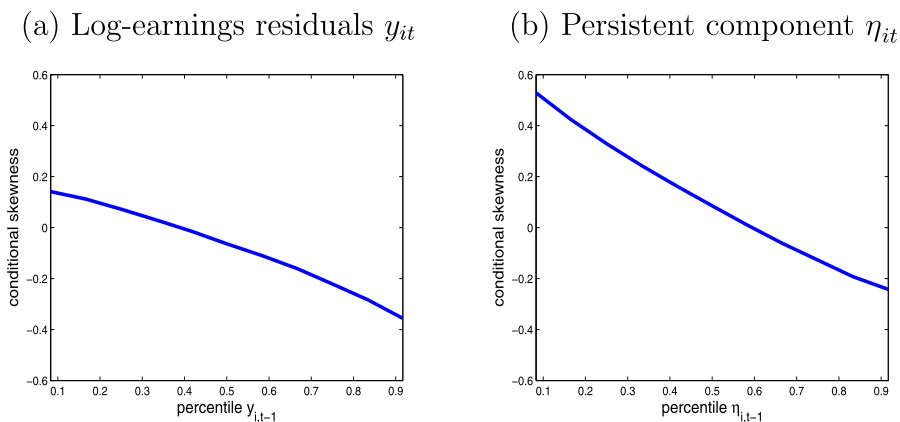 (a) Log-earnings residuals y_it
(b) Persistent component η_it
0.6
0.4
0.2
0
−0.2
−0.4
−0.6
conditional skewness
0.1 0.2 0.3 0.4 0.5 0.6 0.7 0.8 0.9
percentile y_i,t−1
0.6
0.4
0.2
0
−0.2
−0.4
−0.6
conditional skewness
0.1 0.2 0.3 0.4 0.5 0.6 0.7 0.8 0.9
percentile η_i,t−1